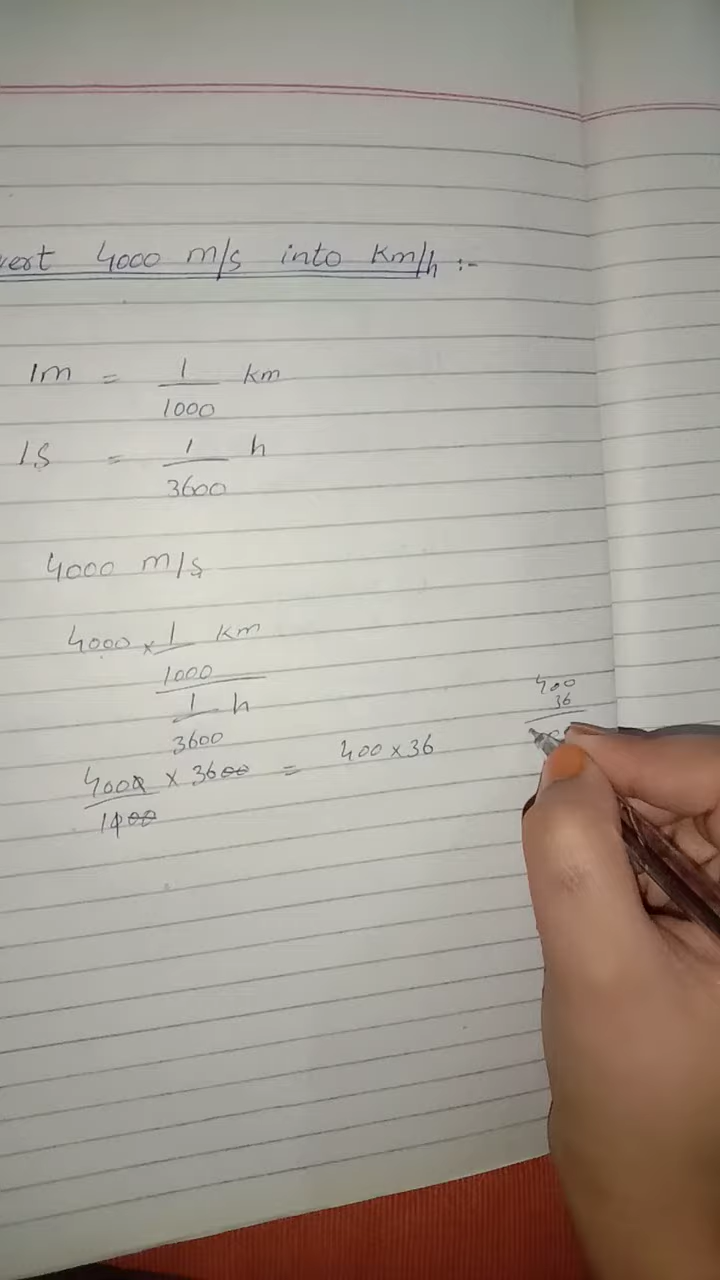 4000 m/s into Km/h :-
1m = 1/1000 km
1s = 1/3600 h
4000 m/s
4000 × 1 km
1000
1 h
3600
4000 × 3600 = 400 × 36
1000
400
36